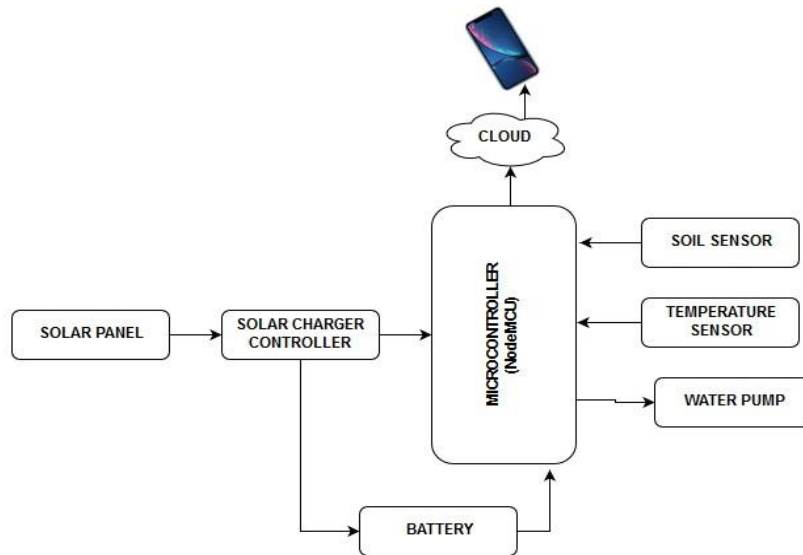 CLOUD
SOIL SENSOR
MICROCONTROLLER
(NodeMCU)
SOLAR PANEL
SOLAR CHARGER
CONTROLLER
TEMPERATURE
SENSOR
WATER PUMP
BATTERY